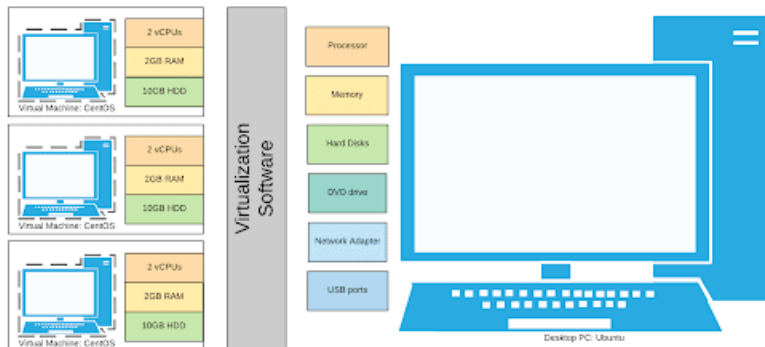 2 vCPUs
2GB RAM
10GB HDD
Virtual Machine: CentOS
2 vCPUs
2GB RAM
10GB HDD
Virtual Machine: CentOS
2 vCPUs
2GB RAM
10GB HDD
Virtual Machine: CentOS
Virtualization
Software
Processor
Memory
Hard Disks
DVD drive
Network Adapter
USB ports
Desktop PC: Ubuntu